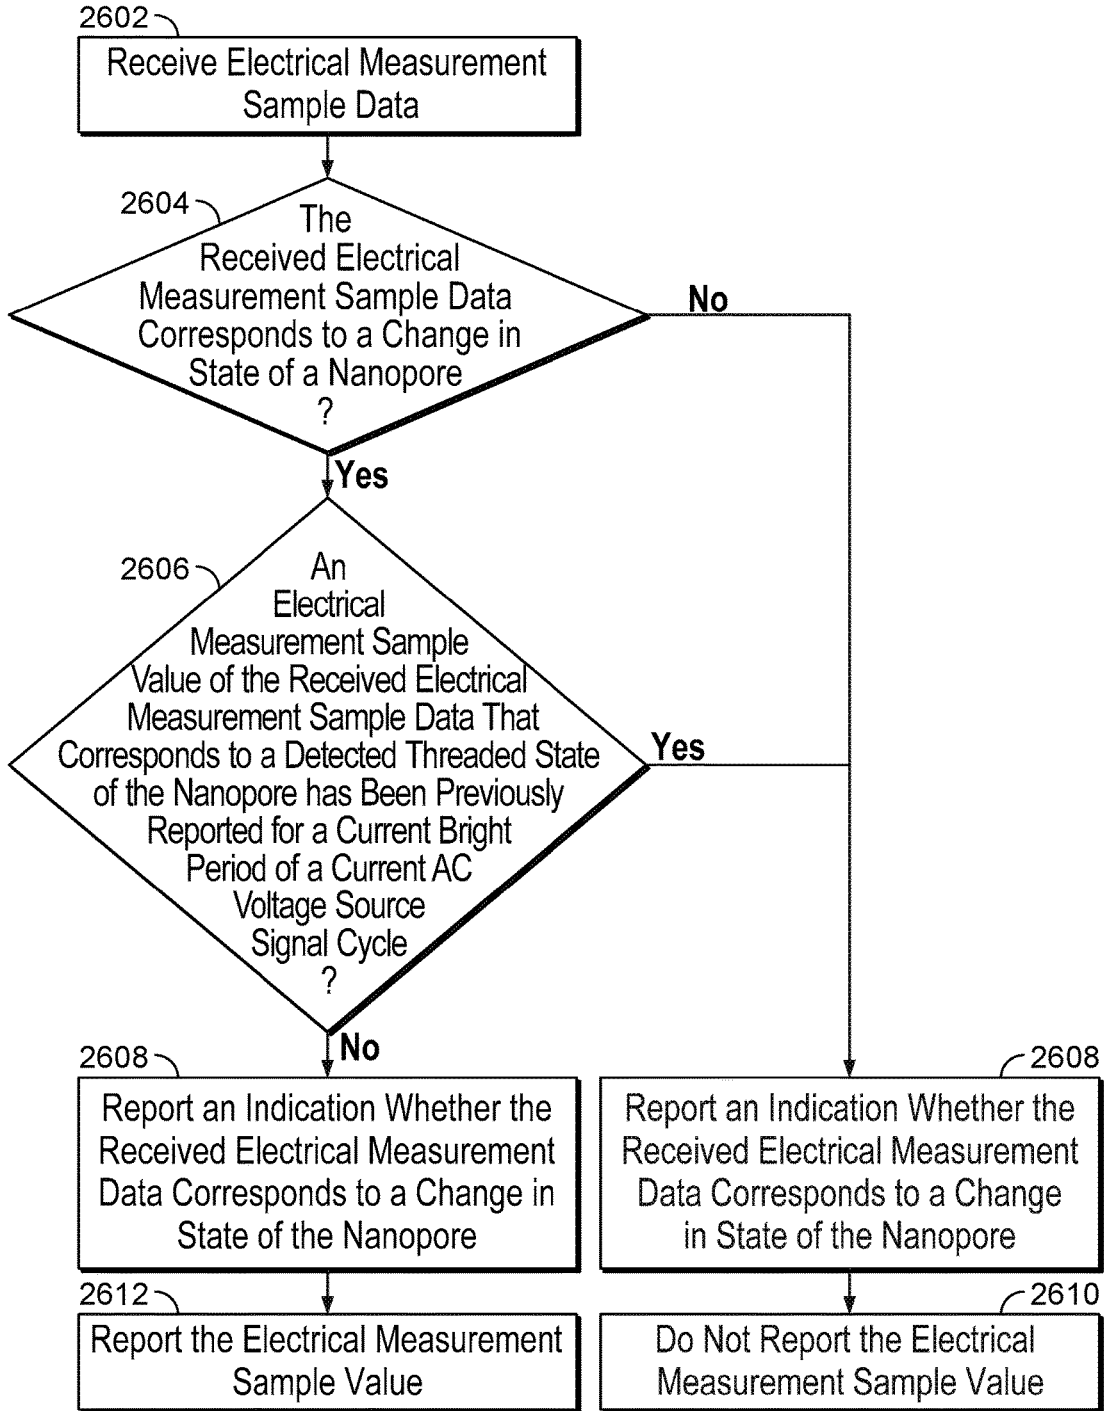 2602
Receive Electrical Measurement
Sample Data
2604
The
Received Electrical
Measurement Sample Data
Corresponds to a Change in
State of a Nanopore
?
No
Yes
2606
An
Electrical
Measurement Sample
Value of the Received Electrical
Measurement Sample Data That
Corresponds to a Detected Threaded State
of the Nanopore has Been Previously
Reported for a Current Bright
Period of a Current AC
Voltage Source
Signal Cycle
?
Yes
No
2608
Report an Indication Whether the
Received Electrical Measurement
Data Corresponds to a Change in
State of the Nanopore
2608
Report an Indication Whether the
Received Electrical Measurement
Data Corresponds to a Change
in State of the Nanopore
2612
Report the Electrical Measurement
Sample Value
2610
Do Not Report the Electrical
Measurement Sample Value